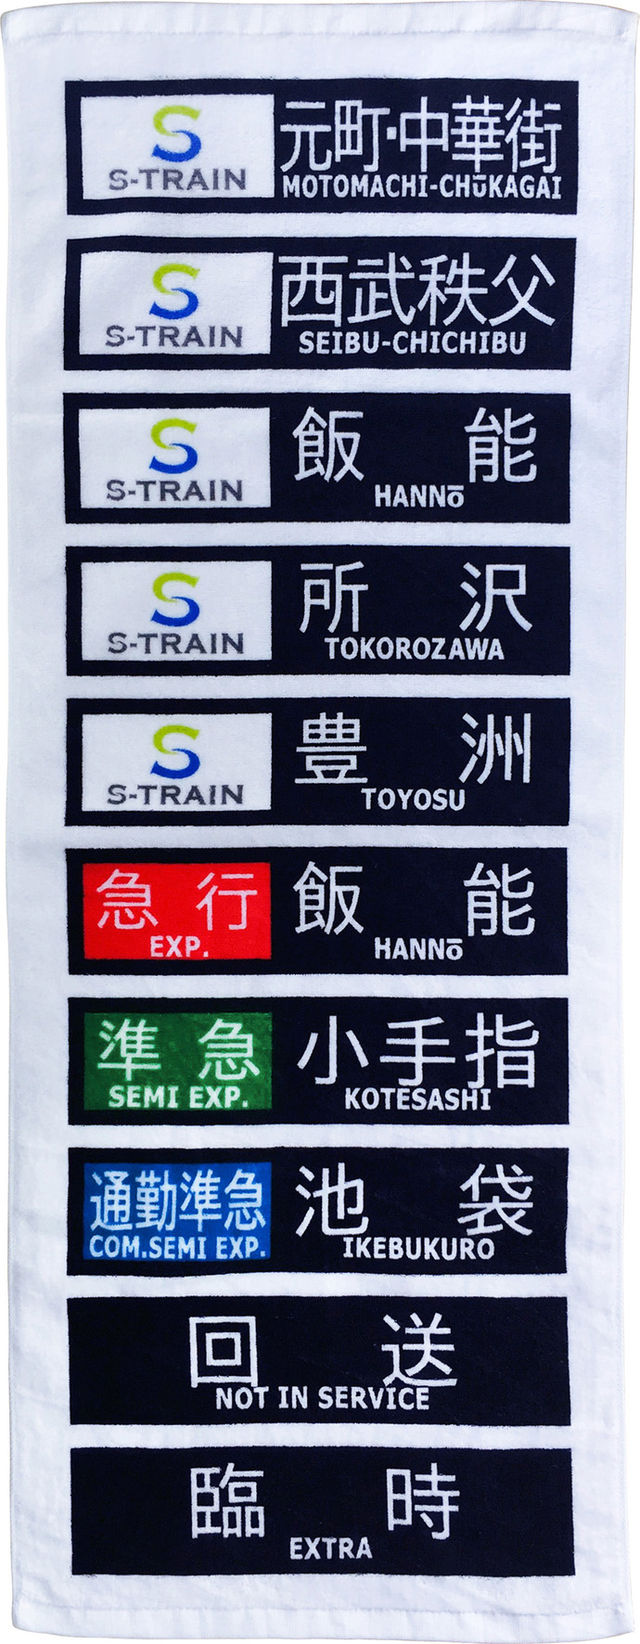 S-TRAIN
元町・中華街
MOTOMACHI-CHūKAGAI
S-TRAIN
西武秩父
SEIBU-CHICHIBU
S-TRAIN
飯能
HANNō
S-TRAIN
所沢
TOKOROZAWA
S-TRAIN
豊洲
TOYOSU
急行
EXP.
飯能
HANNō
準急
SEMI EXP.
小手指
KOTESASHI
通勤準急
COM.SEMI EXP.
池袋
IKEBUKURO
回送
NOT IN SERVICE
臨時
EXTRA